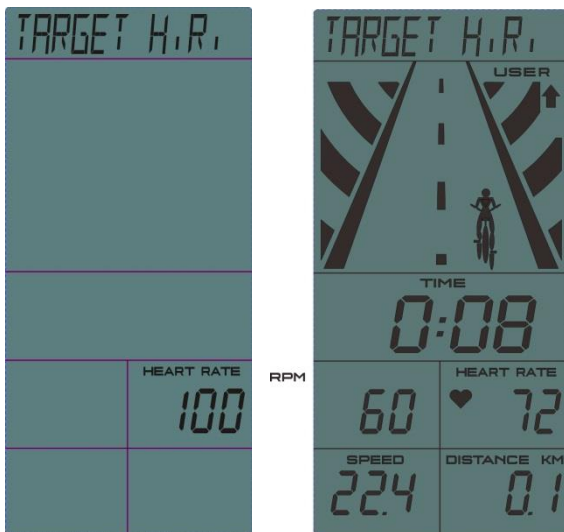 TARGET H.R.
HEART RATE
100
RPM
TARGET H.R.
USER
TIME
0:08
HEART RATE
60 72
SPEED DISTANCE KM
22.4 0.1